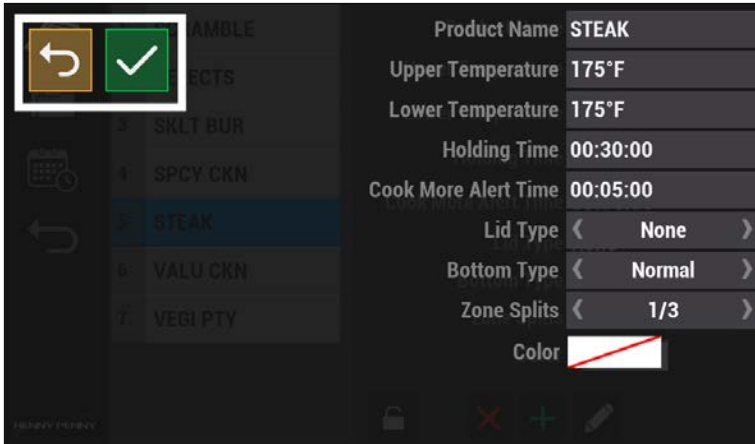 SCRAMBLE
EFECTS
3 SKLT BUR
4 SPCY CKN
5 STEAK
6 VALU CKN
7 VEGI PTY
HENNY PENNY
Product Name STEAK
Upper Temperature 175°F
Lower Temperature 175°F
Holding Time 00:30:00
Cook More Alert Time 00:05:00
Lid Type None
Bottom Type Normal
Zone Splits 1/3
Color